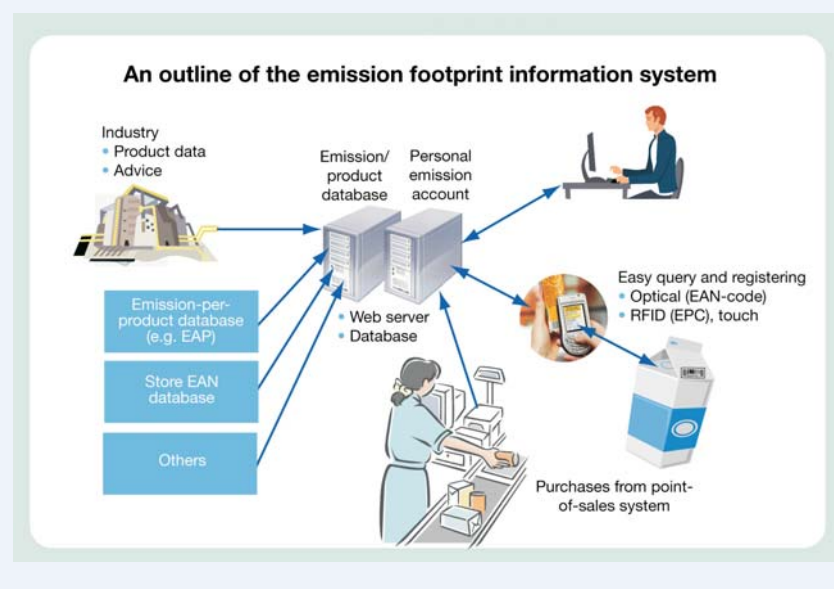 An outline of the emission footprint information system
Industry
• Product data
• Advice
Emission/
product
database
Personal
emission
account
Emission-per-
product database
(e.g. EAP)
Store EAN
database
Others
• Web server
• Database
Easy query and registering
• Optical (EAN-code)
• RFID (EPC), touch
Purchases from point-
of-sales system